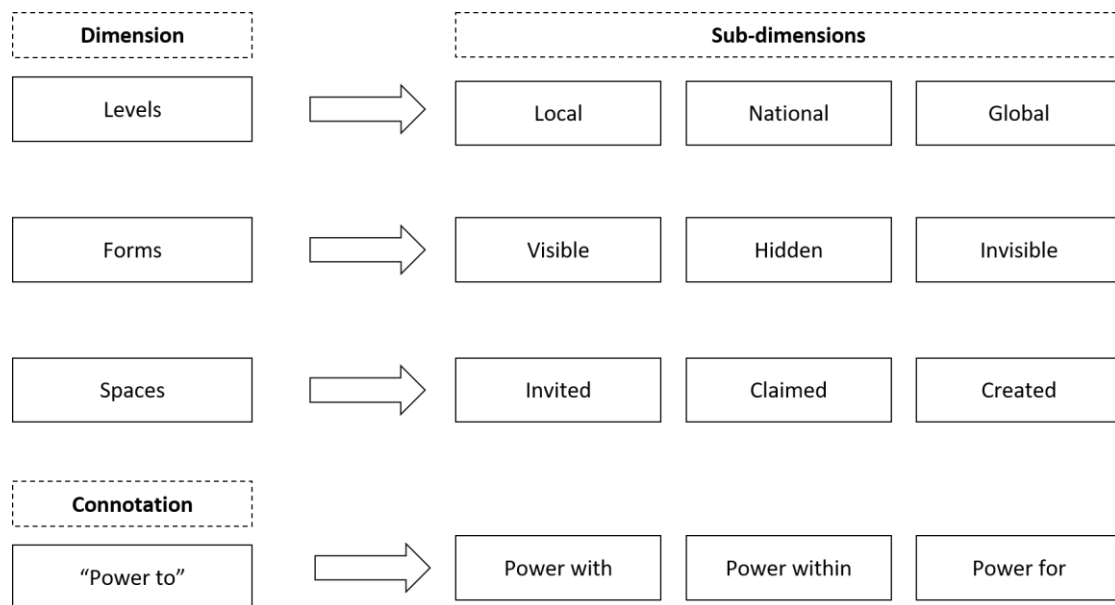 Dimension
Sub-dimensions
Levels
Local
National
Global
Forms
Visible
Hidden
Invisible
Spaces
Invited
Claimed
Created
Connotation
“Power to”
Power with
Power within
Power for